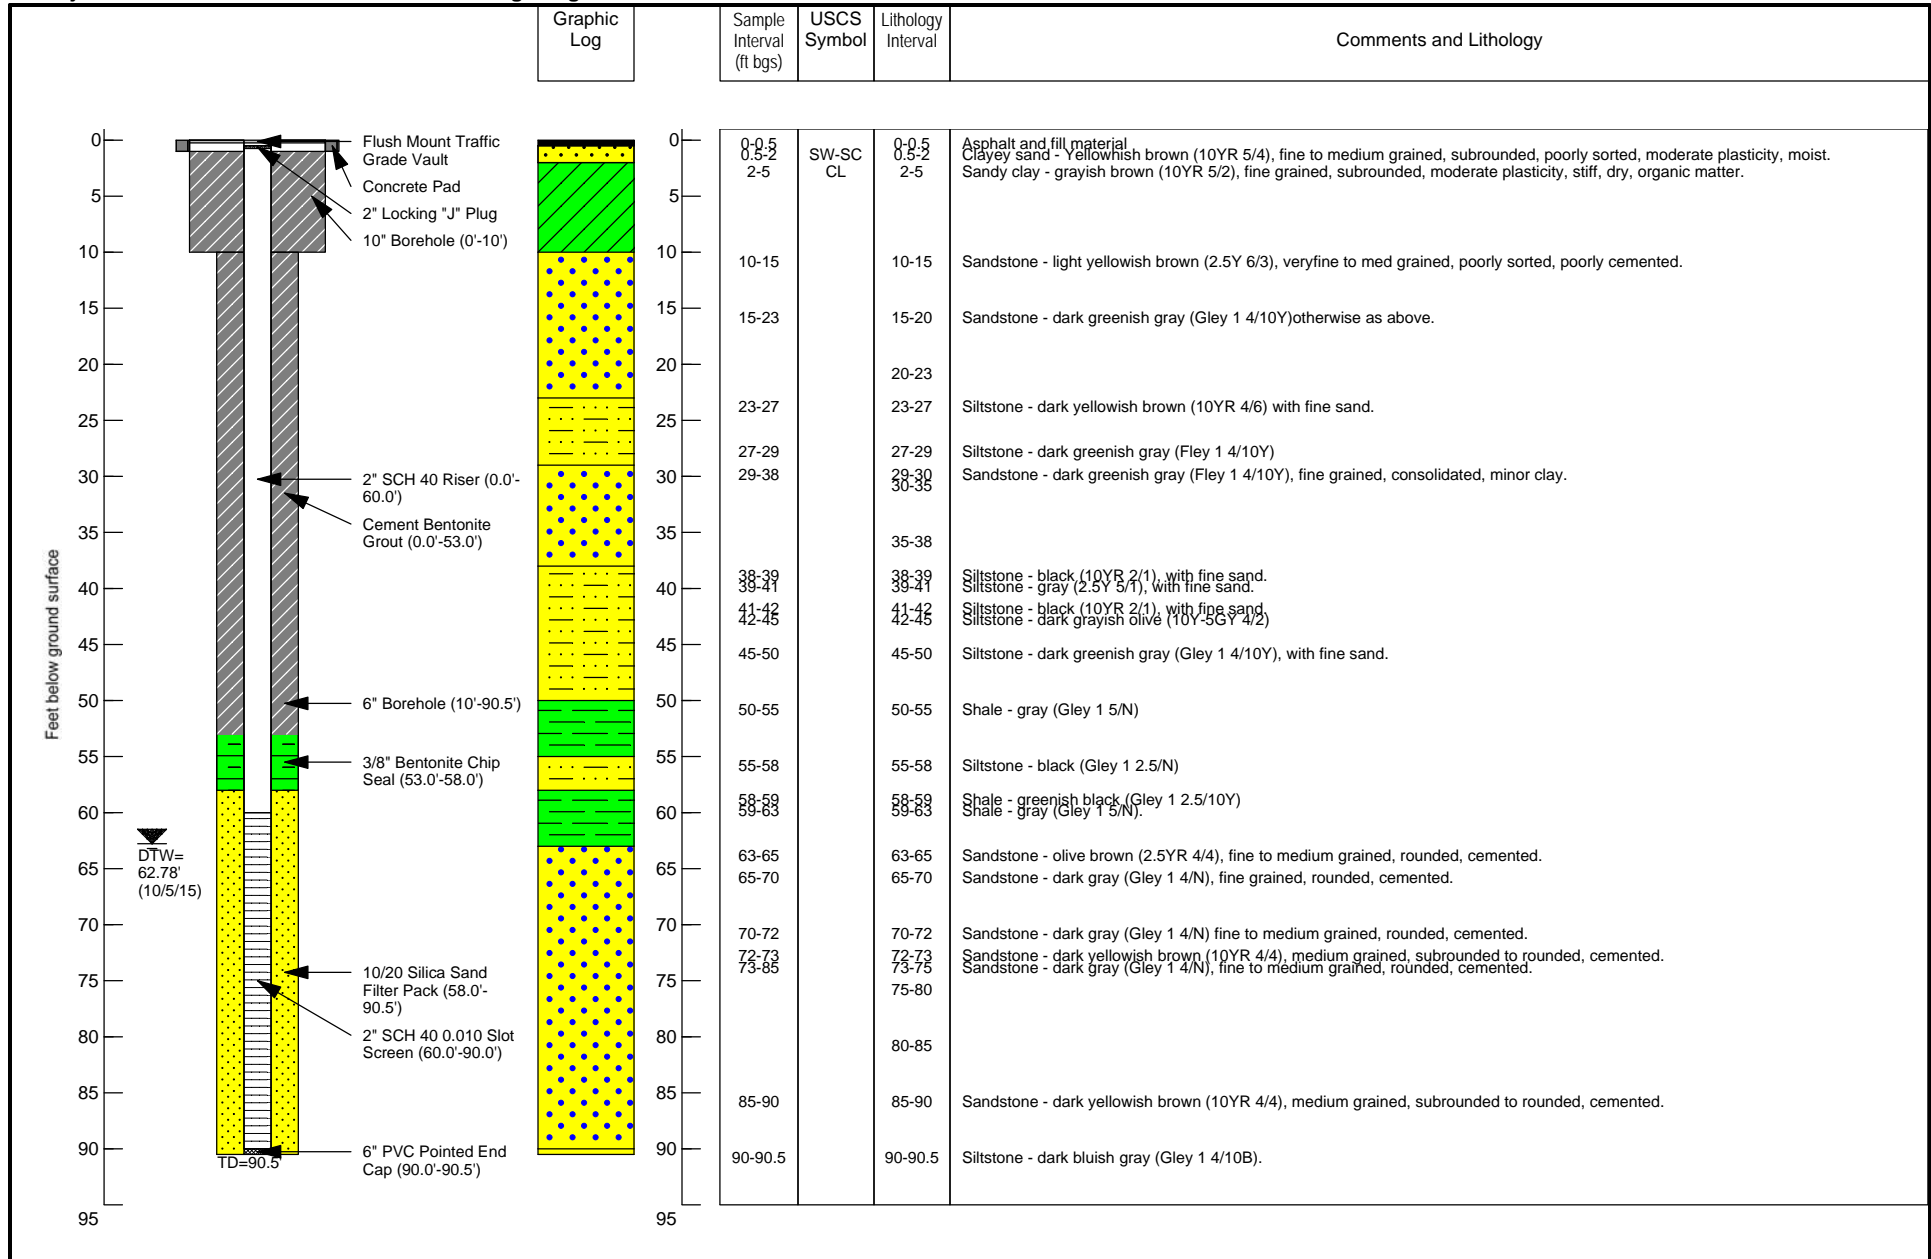 Graphic
Log
Sample
Interval
(ft bgs)
USCS
Symbol
Lithology
Interval
Comments and Lithology
Feet below ground surface
0
5
10
15
20
25
30
35
40
45
50
55
60
65
70
75
80
85
90
95
Flush Mount Traffic
Grade Vault
Concrete Pad
2" Locking "J" Plug
10" Borehole (0'-10')
2" SCH 40 Riser (0.0'-
60.0')
Cement Bentonite
Grout (0.0'-53.0')
6" Borehole (10'-90.5')
3/8" Bentonite Chip
Seal (53.0'-58.0')
DTW=
62.78'
(10/5/15)
10/20 Silica Sand
Filter Pack (58.0'-
90.5')
2" SCH 40 0.010 Slot
Screen (60.0'-90.0')
6" PVC Pointed End
Cap (90.0'-90.5')
TD=90.5
0
5
10
15
20
25
30
35
40
45
50
55
60
65
70
75
80
85
90
95
0-0.5 0-0.5 Asphalt and fill material
0.5-2 SW-SC 0.5-2 Clayey sand - Yellownish brown (10YR 5/4), fine to medium grained, subrounded, poorly sorted, moderate plasticity, moist.
2-5 CL 2-5 Sandy clay - grayish brown (10YR 5/2), fine grained, subrounded, moderate plasticity, stiff, dry, organic matter.
10-15 10-15 Sandstone - light yellowish brown (2.5Y 6/3), veryfine to med grained, poorly sorted, poorly cemented.
15-23 15-20 Sandstone - dark greenish gray (Gley 1 4/10Y)otherwise as above.
20-23
23-27 23-27 Siltstone - dark yellowish brown (10YR 4/6) with fine sand.
27-29 27-29 Siltstone - dark greenish gray (Fley 1 4/10Y)
29-38 29-30 Sandstone - dark greenish gray (Fley 1 4/10Y), fine grained, consolidated, minor clay.
30-35
35-38
38-39 38-39 Siltstone - black (10YR 2/1), with fine sand.
39-41 39-41 Siltstone - gray (2.5Y 5/1), with fine sand.
41-42 41-42 Siltstone - black (10YR 2/1), with fine sand.
42-45 42-45 Siltstone - dark grayish olive (10Y-5GY 4/2)
45-50 45-50 Siltstone - dark greenish gray (Gley 1 4/10Y), with fine sand.
50-55 50-55 Shale - gray (Gley 1 5/N)
55-58 55-58 Siltstone - black (Gley 1 2.5/N)
58-59 58-59 Shale - greenish black (Gley 1 2.5/10Y)
59-63 59-63 Shale - gray (Gley 1 5/N).
63-65 63-65 Sandstone - olive brown (2.5YR 4/4), fine to medium grained, rounded, cemented.
65-70 65-70 Sandstone - dark gray (Gley 1 4/N), fine grained, rounded, cemented.
70-72 70-72 Sandstone - dark gray (Gley 1 4/N) fine to medium grained, rounded, cemented.
72-73 72-73 Sandstone - dark yellowish brown (10YR 4/4), medium grained, subrounded to rounded, cemented.
73-85 73-75 Sandstone - dark gray (Gley 1 4/N), fine to medium grained, rounded, cemented.
75-80
80-85
85-90 85-90 Sandstone - dark yellowish brown (10YR 4/4), medium grained, subrounded to rounded, cemented.
90-90.5 90-90.5 Siltstone - dark bluish gray (Gley 1 4/10B).